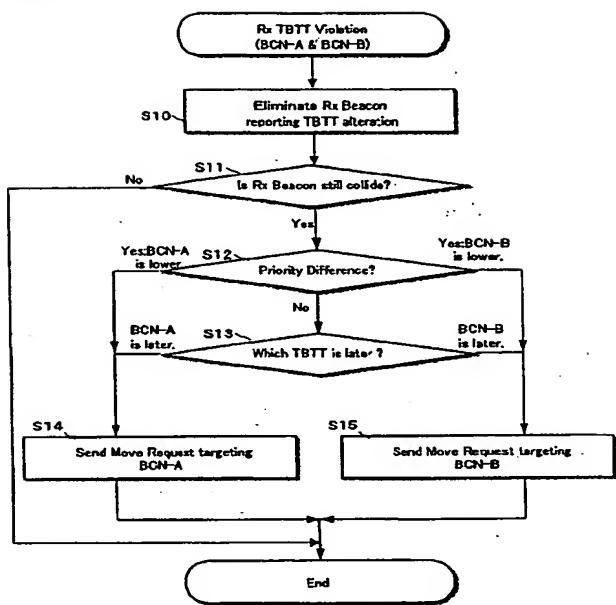 Rx TBTT Violation
(BCN-A & BCN-B)
S10
Eliminate Rx Beacon
reporting TBTT alteration
S11
No
Is Rx Beacon still collide?
Yes
S12
Yes:BCN-A
is lower.
Priority Difference?
Yes:BCN-B
is lower.
No
S13
BCN-A
is later.
Which TBTT is later?
BCN-B
is later.
S14
Send Move Request targeting
BCN-A
S15
Send Move Request targeting
BCN-B
End